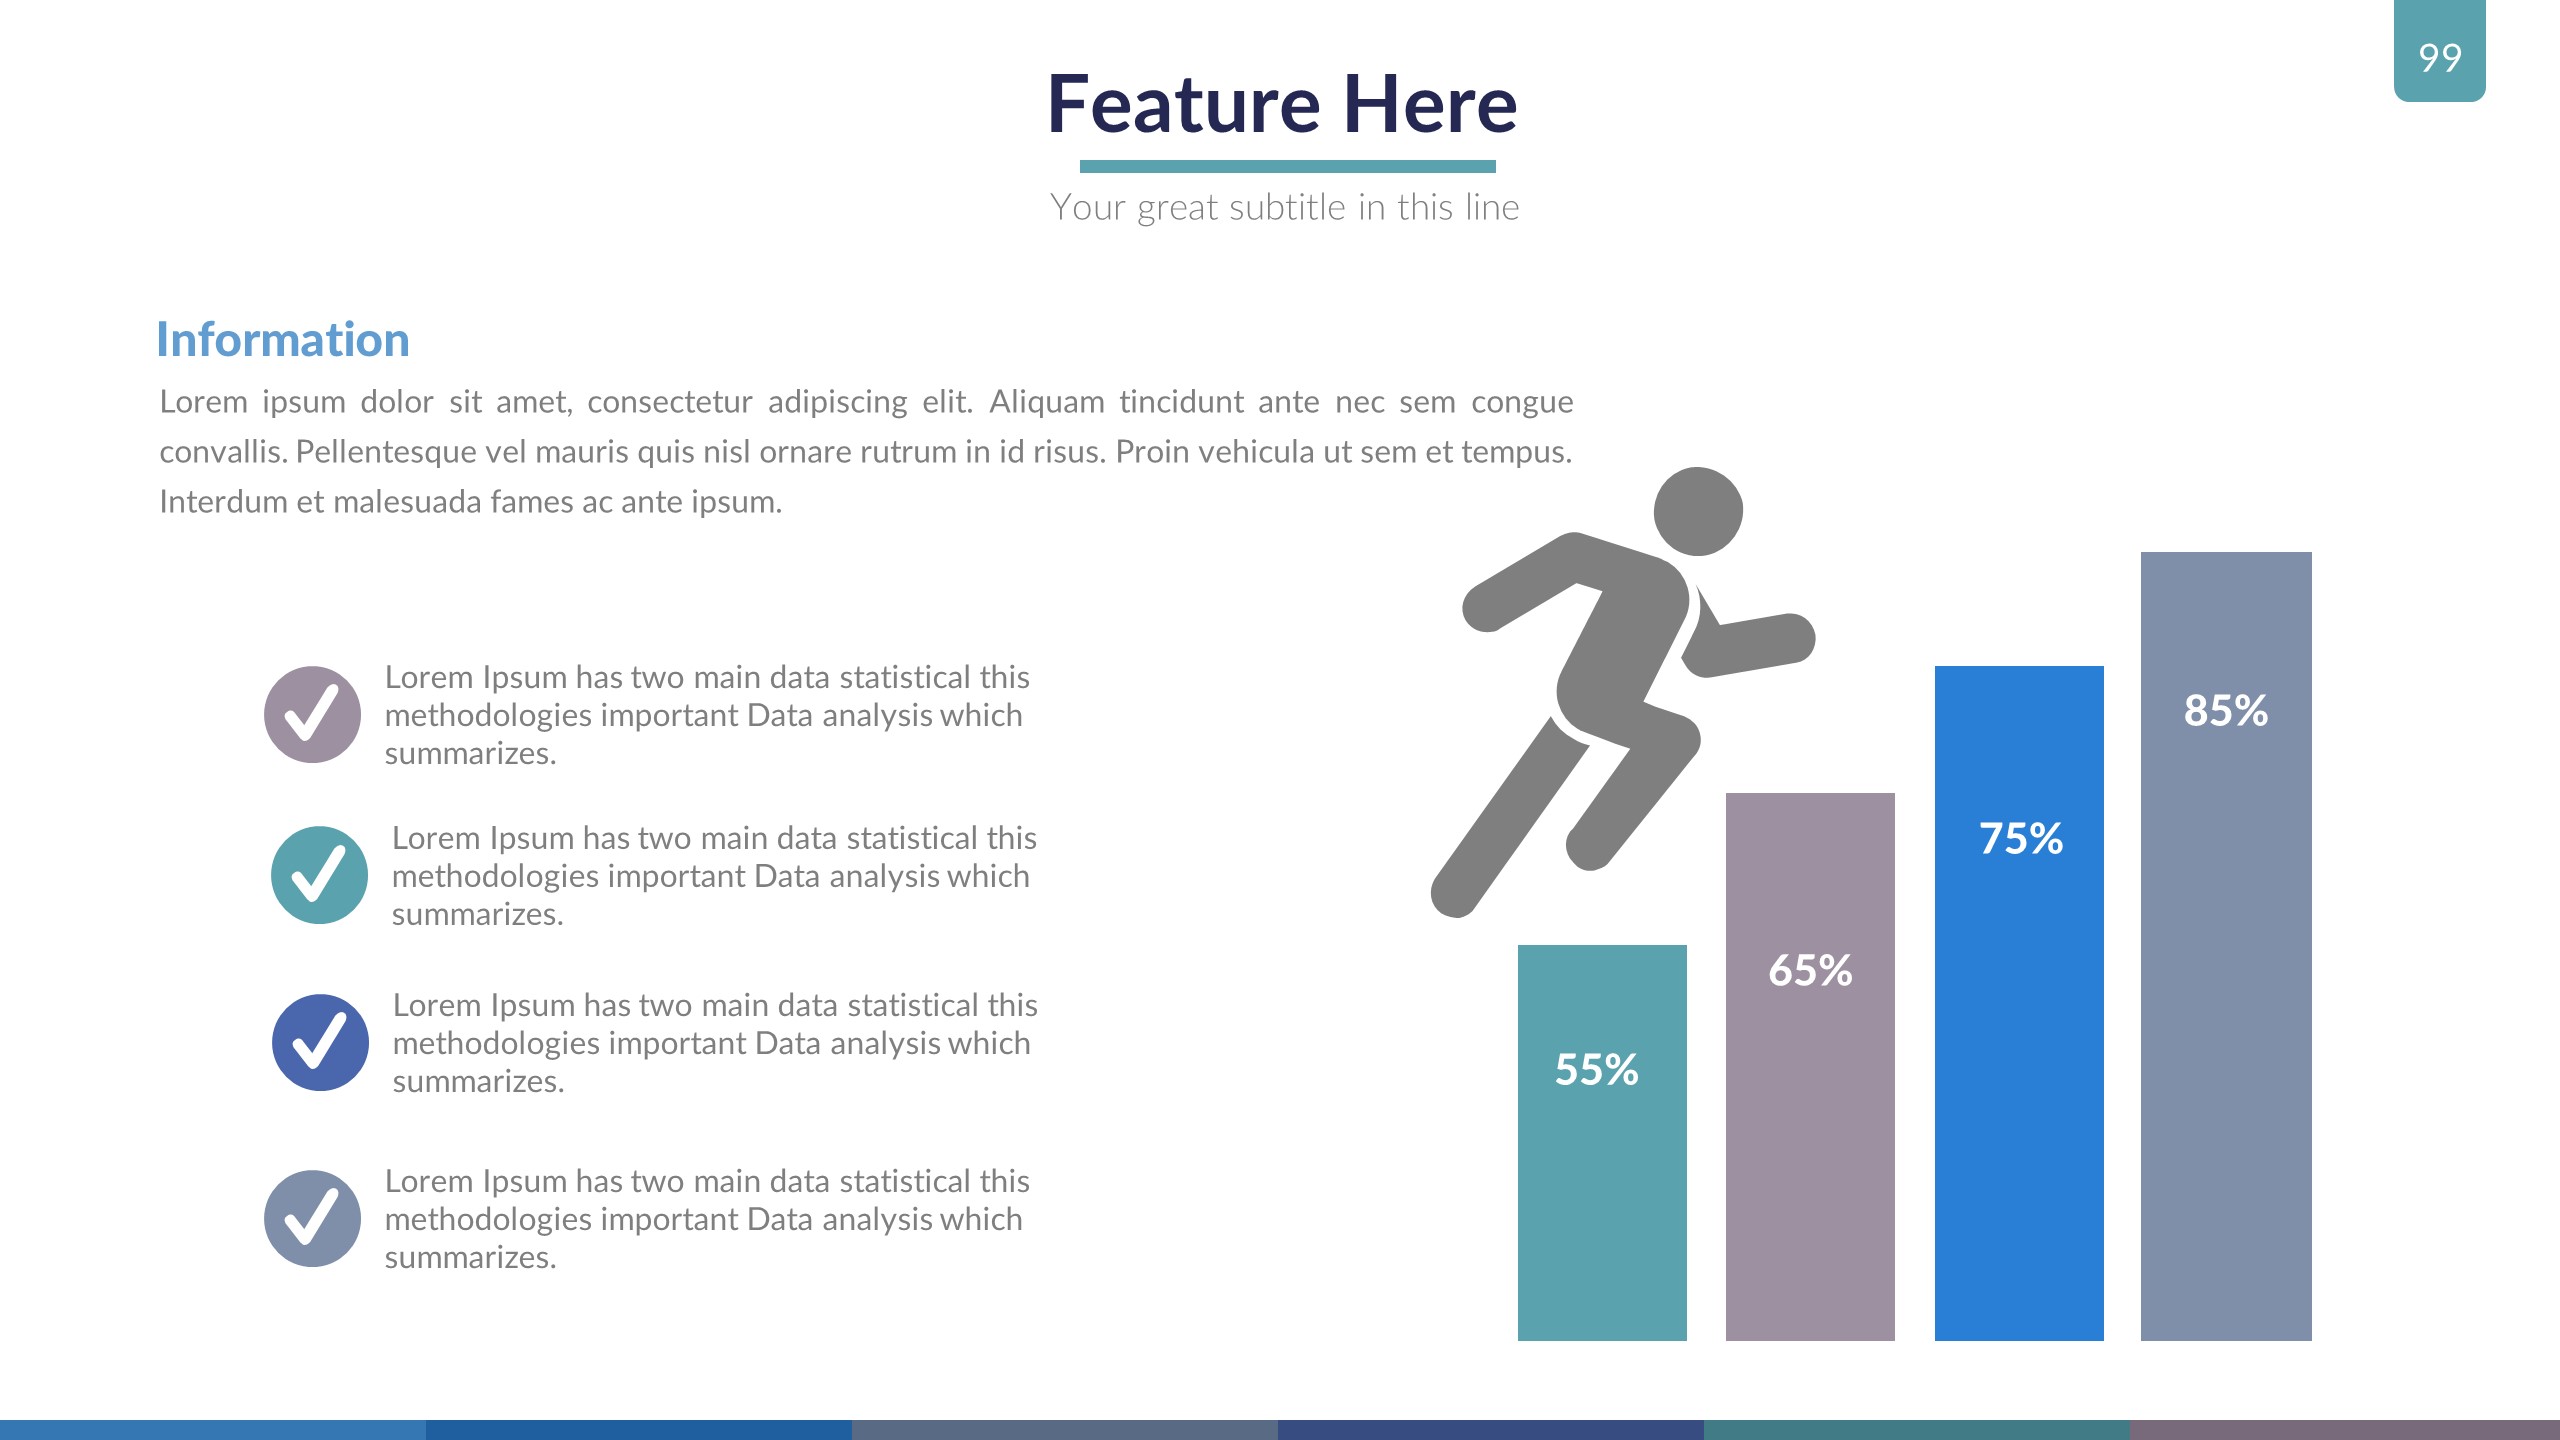 99
Feature Here
Your great subtitle in this line
Information
Lorem ipsum dolor sit amet, consectetur adipiscing elit. Aliquam tincidunt ante nec sem congue
convallis. Pellentesque vel mauris quis nisl ornare rutrum in id risus. Proin vehicula ut sem et tempus.
Interdum et malesuada fames ac ante ipsum.
Lorem Ipsum has two main data statistical this
methodologies important Data analysis which
summarizes.
Lorem Ipsum has two main data statistical this
methodologies important Data analysis which
summarizes.
Lorem Ipsum has two main data statistical this
methodologies important Data analysis which
summarizes.
Lorem Ipsum has two main data statistical this
methodologies important Data analysis which
summarizes.
55%
65%
75%
85%